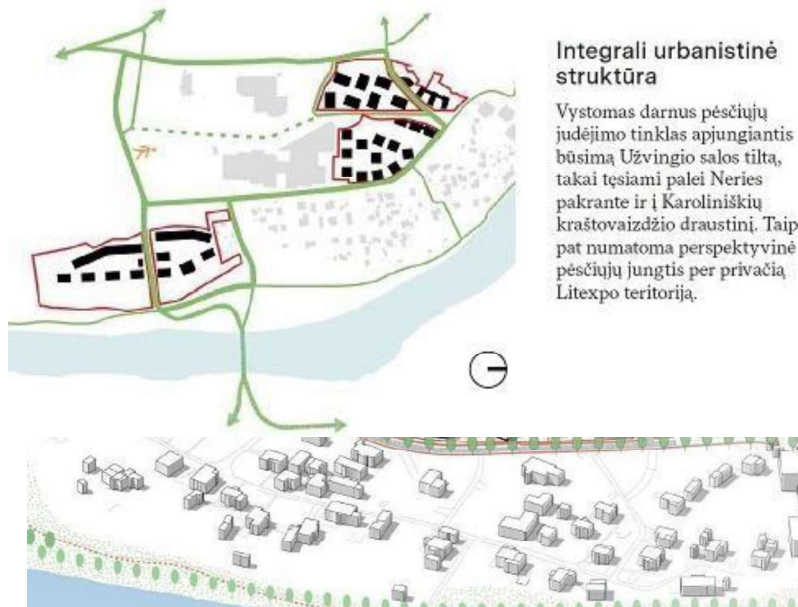 Integrali urbanistinė
struktūra
Vystomas darnus pėsčiųjų
judėjimo tinklas apjungiantis
būsimą Užvingio salos tiltą,
takai tęsiami palei Neries
pakrante ir į Karoliniškių
kraštovaizdžio draustinį. Taip
pat numatoma perspektyvinė
pėsčiųjų jungtis per privačią
Litexpo teritoriją.